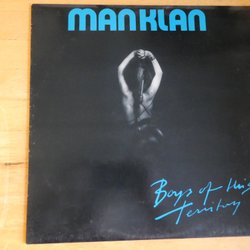 MANKLAN
Boys of this
Territory